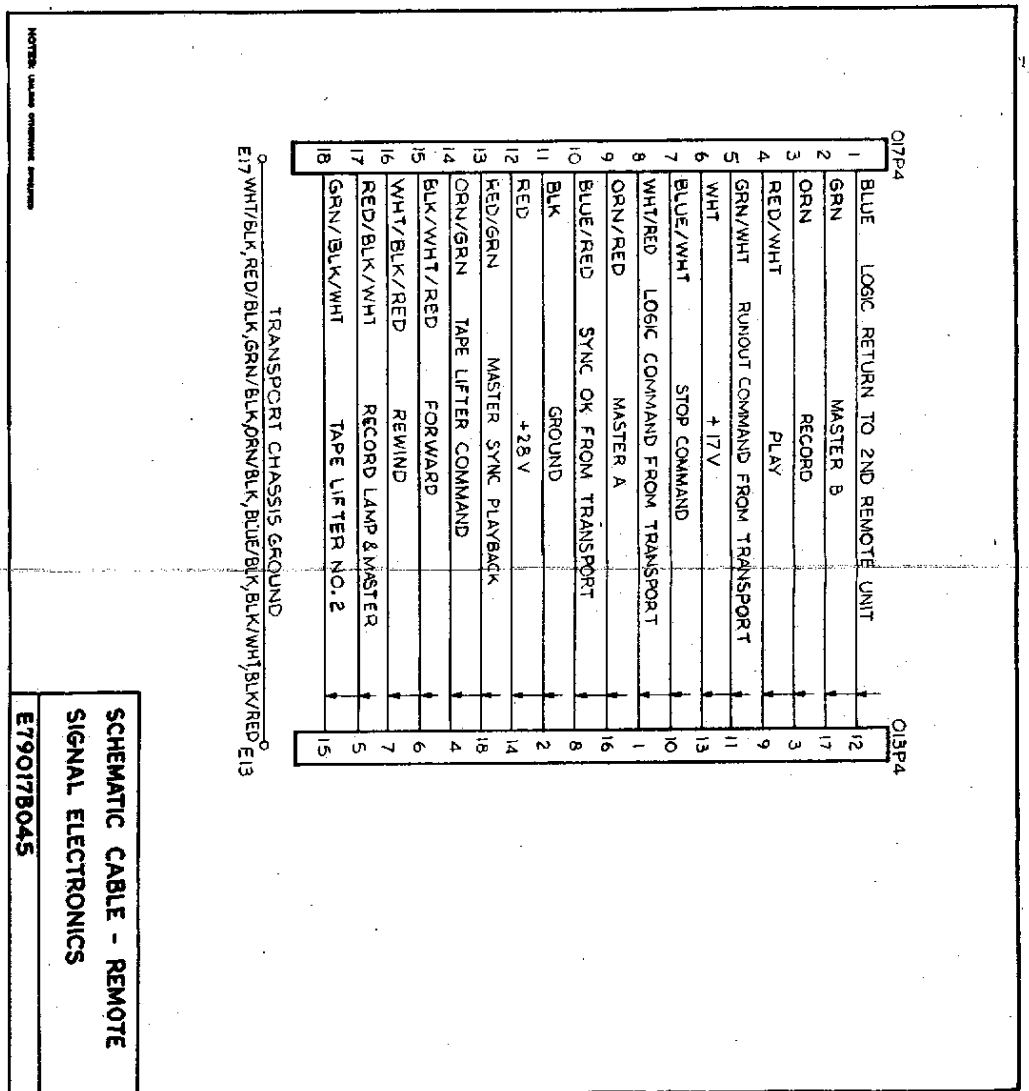 017P4 013P4
1 BLUE LOGIC RETURN TO 2ND REMOTE UNIT 12
2 GRN MASTER B 17
3 ORN RECORD 3
4 RED/WHT PLAY 9
5 GRN/WHT RUNOUT COMMAND FROM TRANSPORT 11
6 WHT +17V 13
7 BLUE/WHT STOP COMMAND 10
8 WHT/RED LOGIC COMMAND FROM TRANSPORT 1
9 ORN/RED MASTER A 16
10 BLUE/RED SYNC OK FROM TRANSPORT 8
11 BLK GROUND 2
12 RED +28V 14
13 RED/GRN MASTER SYNC PLAYBACK 18
14 ORN/GRN TAPE LIFTER COMMAND 4
15 BLK/WHT/RED FORWARD 6
16 WHT/BLK/RED REWIND 7
17 RED/BLK/WHT RECORD LAMP & MASTER 5
18 GRN/BLK/WHT TAPE LIFTER NO. 2 15
TRANSPORT CHASSIS GROUND
E17 WHT/BLK,RED/BLK,GRN/BLK,ORN/BLK,BLUE/BLK,BLK/WHT,BLK/RED E13
NOTES: UNLESS OTHERWISE SPECIFIED
SCHEMATIC CABLE - REMOTE
SIGNAL ELECTRONICS
E79017B045